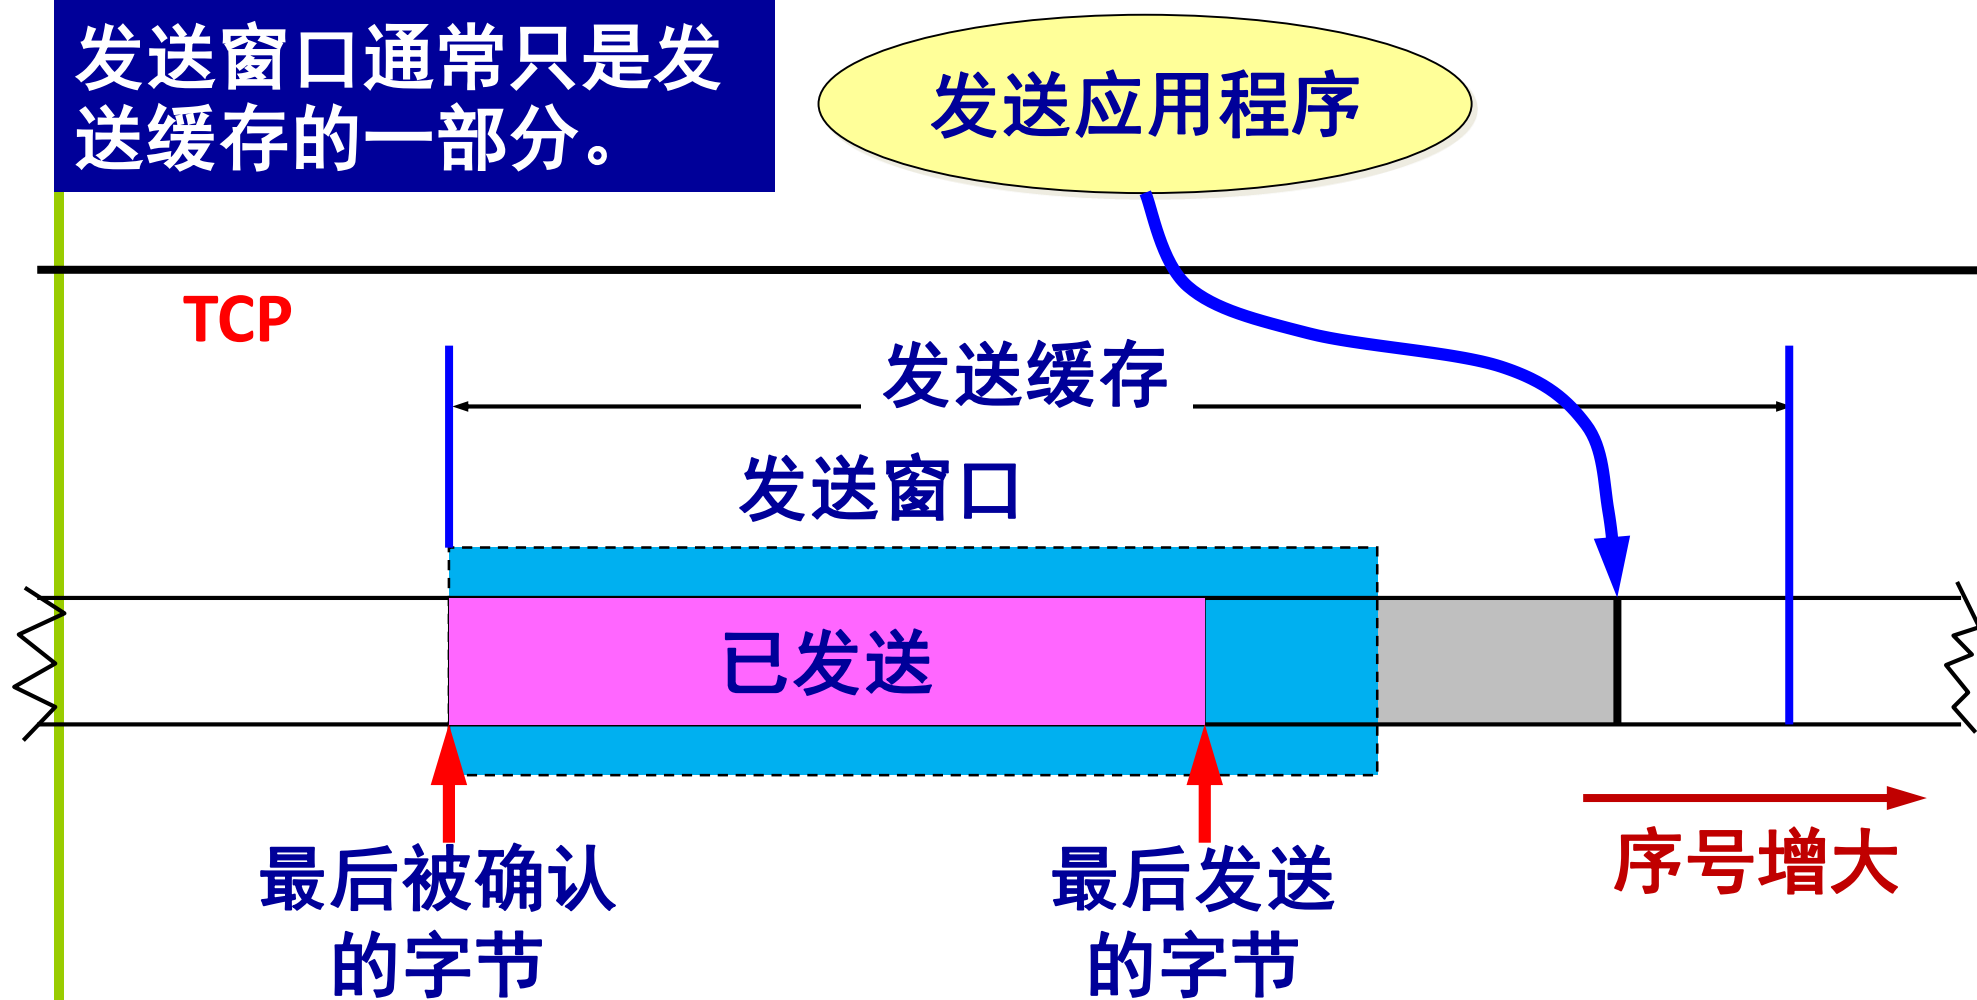 发送窗口通常只是发
送缓存的一部分。
发送应用程序
TCP
发送缓存
发送窗口
已发送
最后被确认
的字节
最后发送
的字节
序号增大